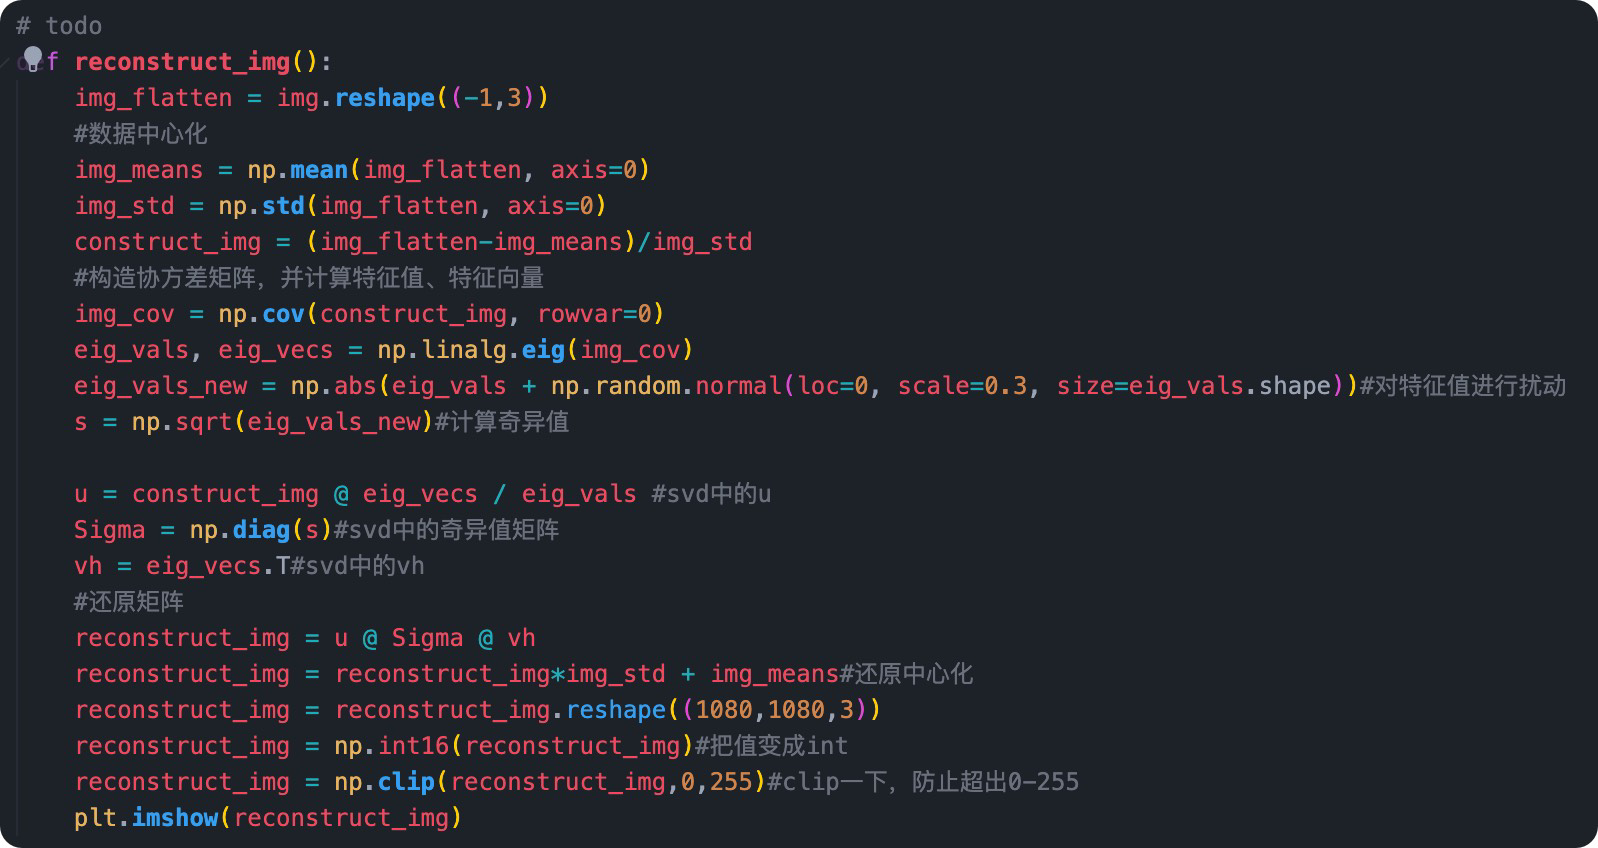 # todo
def reconstruct_img():
img_flatten = img.reshape((-1,3))
#数据中心化
img_means = np.mean(img_flatten, axis=0)
img_std = np.std(img_flatten, axis=0)
construct_img = (img_flatten-img_means)/img_std
#构造协方差矩阵，并计算特征值、特征向量
img_cov = np.cov(construct_img, rowvar=0)
eig_vals, eig_vecs = np.linalg.eig(img_cov)
eig_vals_new = np.abs(eig_vals + np.random.normal(loc=0, scale=0.3, size=eig_vals.shape))#对特征值进行扰动
s = np.sqrt(eig_vals_new)#计算奇异值
u = construct_img @ eig_vecs / eig_vals #svd中的u
Sigma = np.diag(s)#svd中的奇异值矩阵
vh = eig_vecs.T#svd中的vh
#还原矩阵
reconstruct_img = u @ Sigma @ vh
reconstruct_img = reconstruct_img*img_std + img_means#还原中心化
reconstruct_img = reconstruct_img.reshape((1080,1080,3))
reconstruct_img = np.int16(reconstruct_img)#把值变成int
reconstruct_img = np.clip(reconstruct_img,0,255)#clip一下，防止超出0-255
plt.imshow(reconstruct_img)